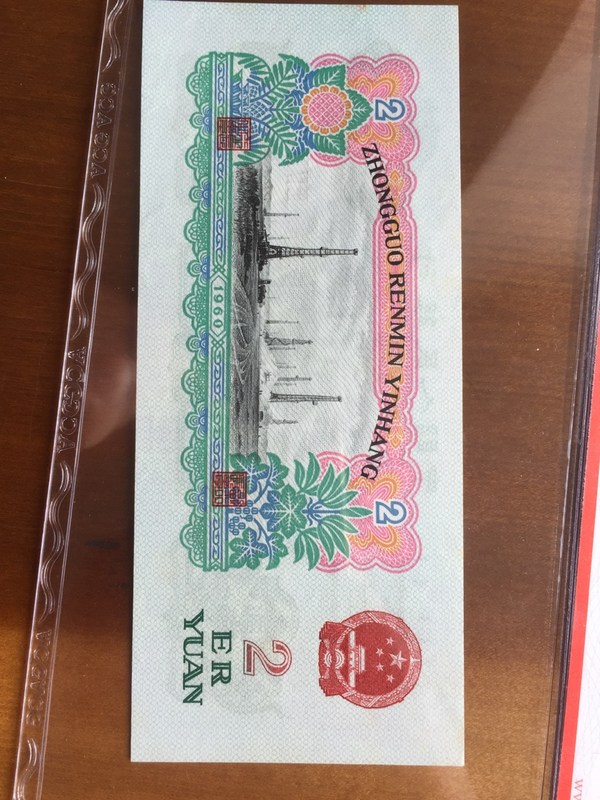 2
2
ZHONGGUO RENMIN YINHANG
1960
2
ER
YUAN